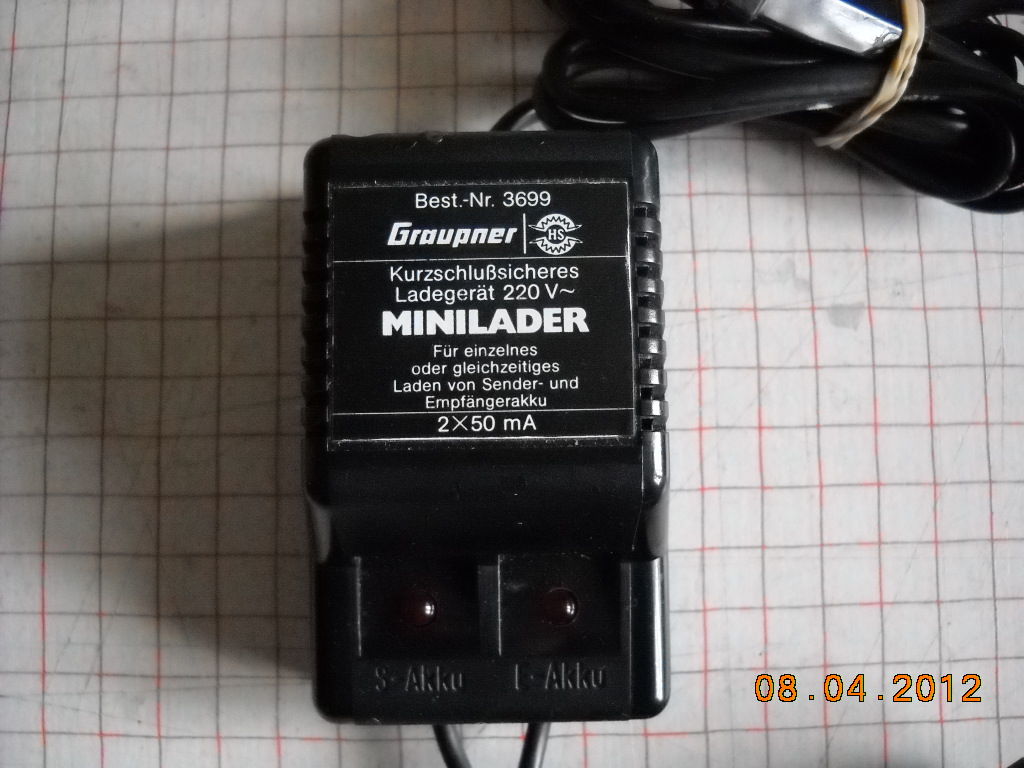 Best.-Nr. 3699
Graupner HS
Kurzschlußsicheres
Ladegerät 220 V~
MINILADER
Für einzelnes
oder gleichzeitiges
Laden von Sender- und
Empfängerakku
2×50 mA
S-Akku E-Akku
08.04.2012